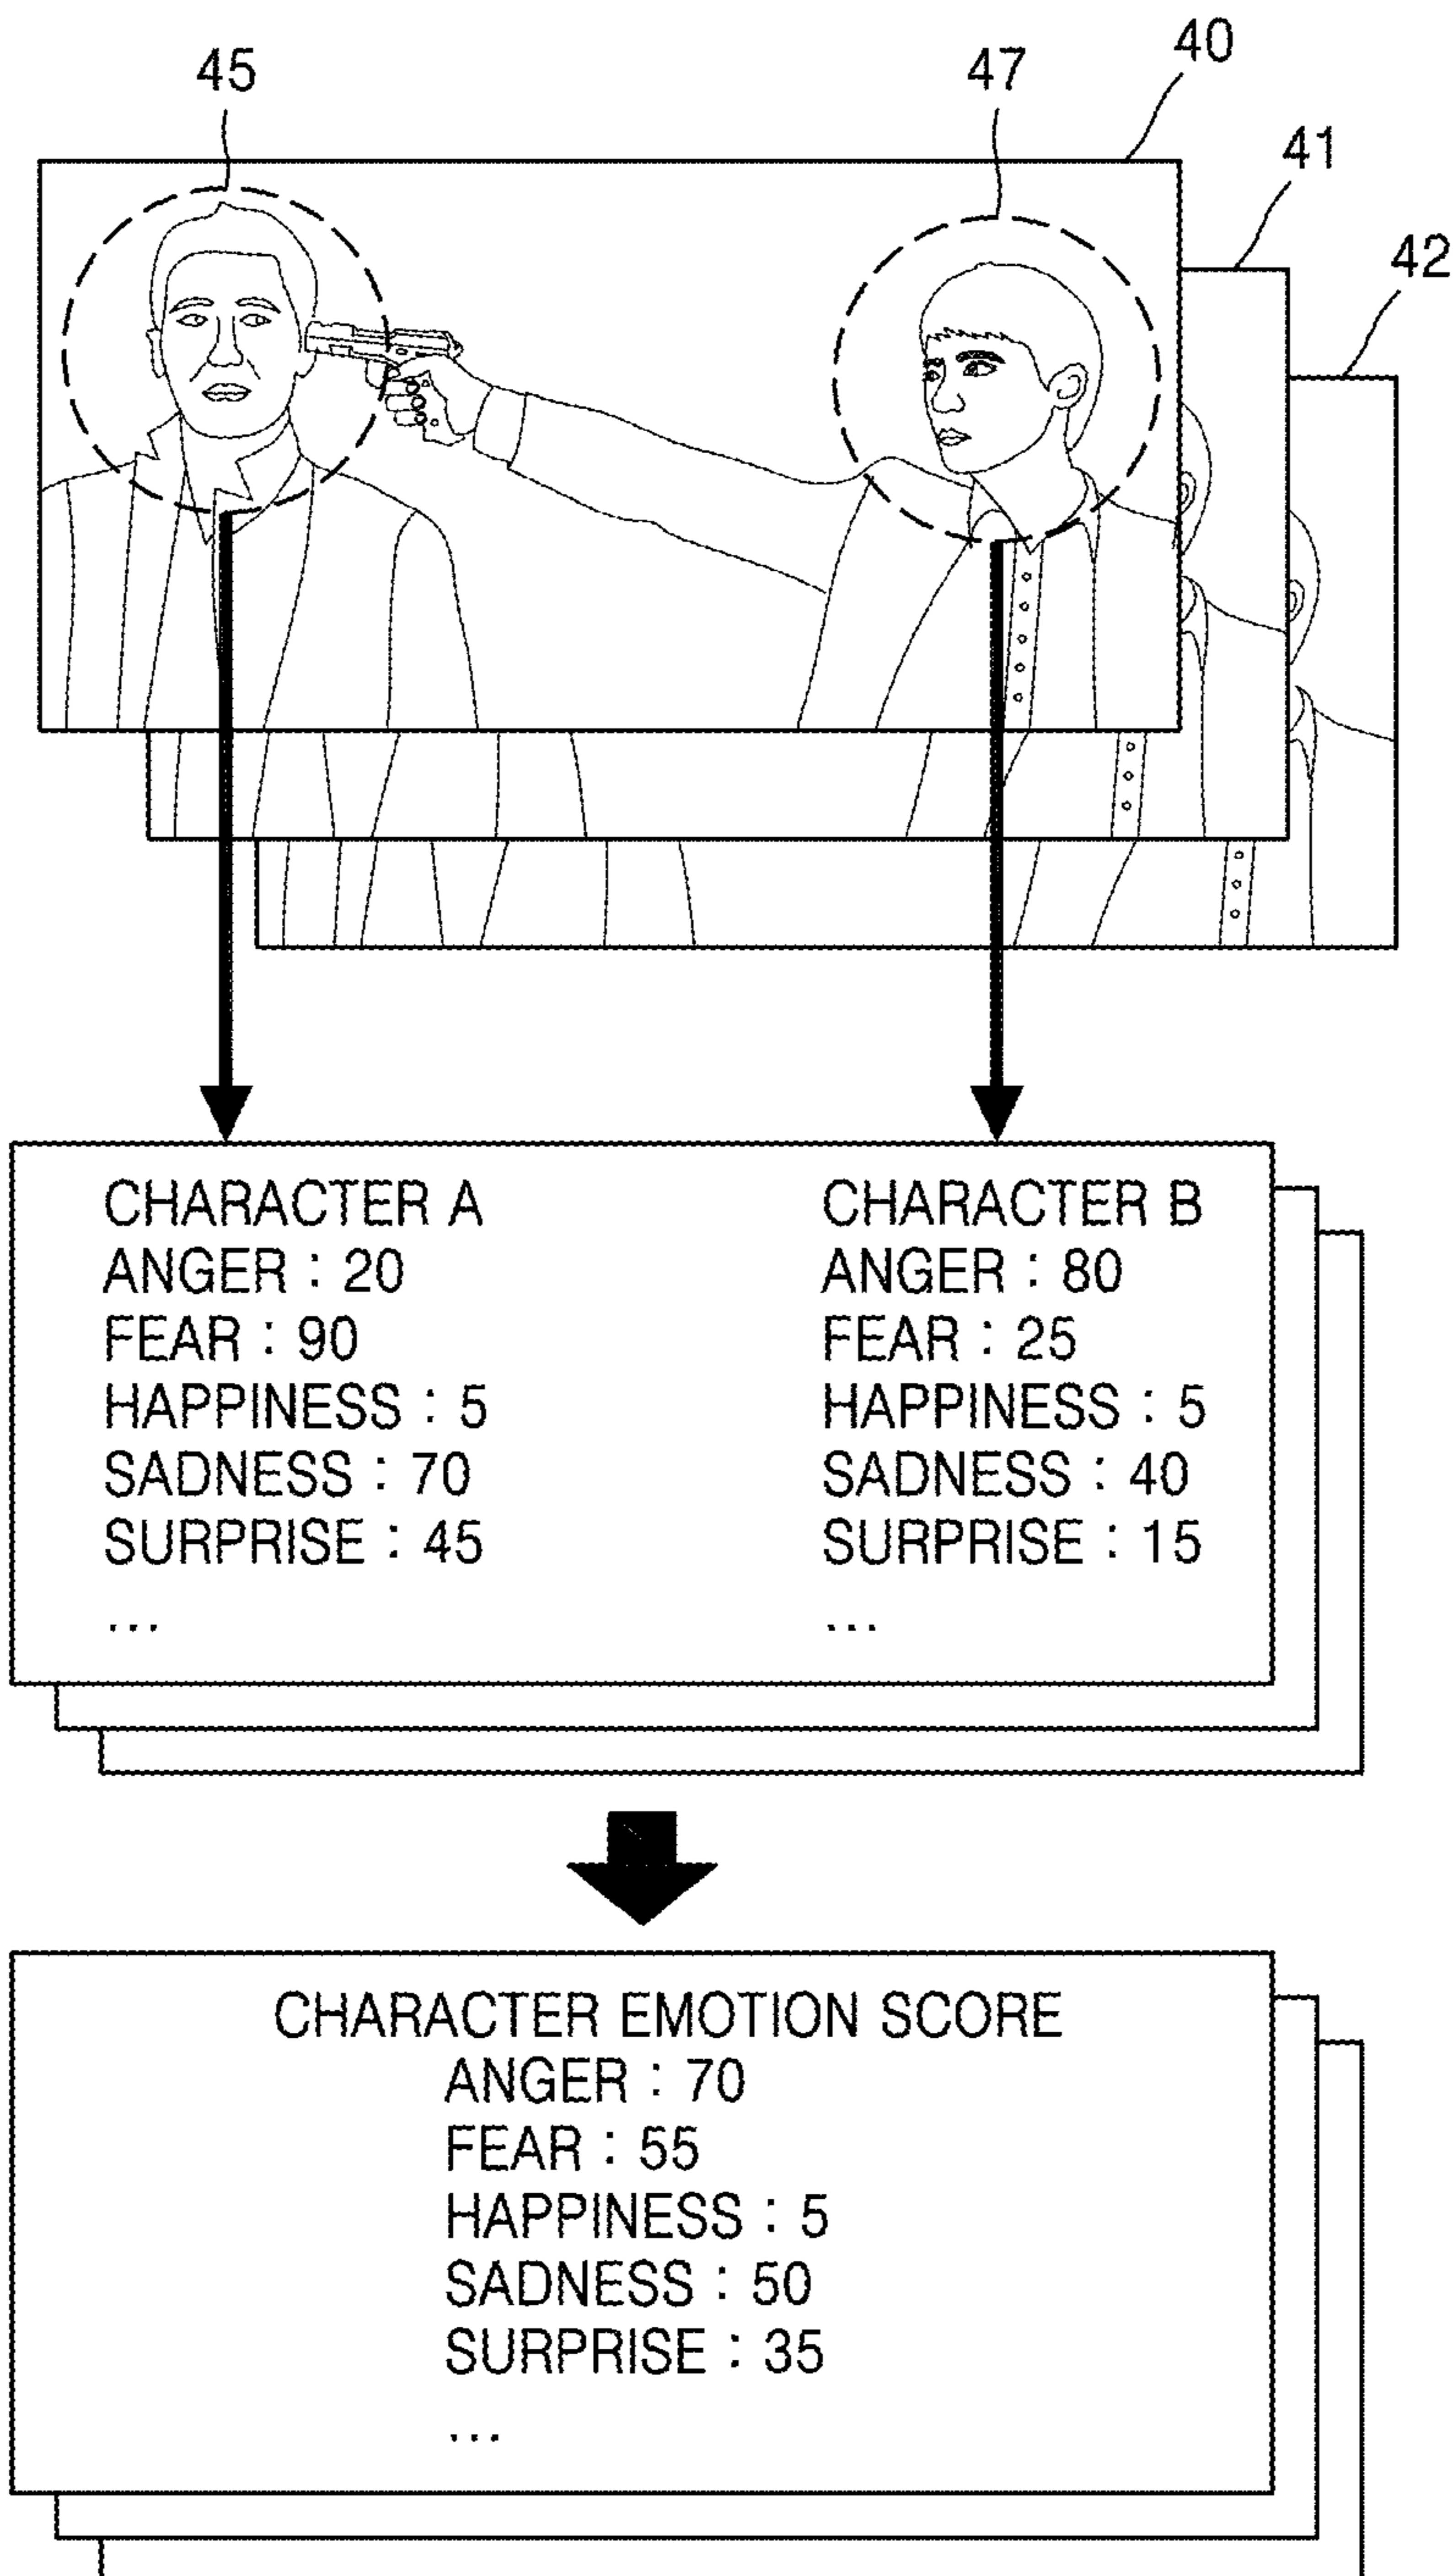 40
45
47
41
42
CHARACTER A
ANGER : 20
FEAR : 90
HAPPINESS : 5
SADNESS : 70
SURPRISE : 45
...
CHARACTER B
ANGER : 80
FEAR : 25
HAPPINESS : 5
SADNESS : 40
SURPRISE : 15
...
CHARACTER EMOTION SCORE
ANGER : 70
FEAR : 55
HAPPINESS : 5
SADNESS : 50
SURPRISE : 35
...